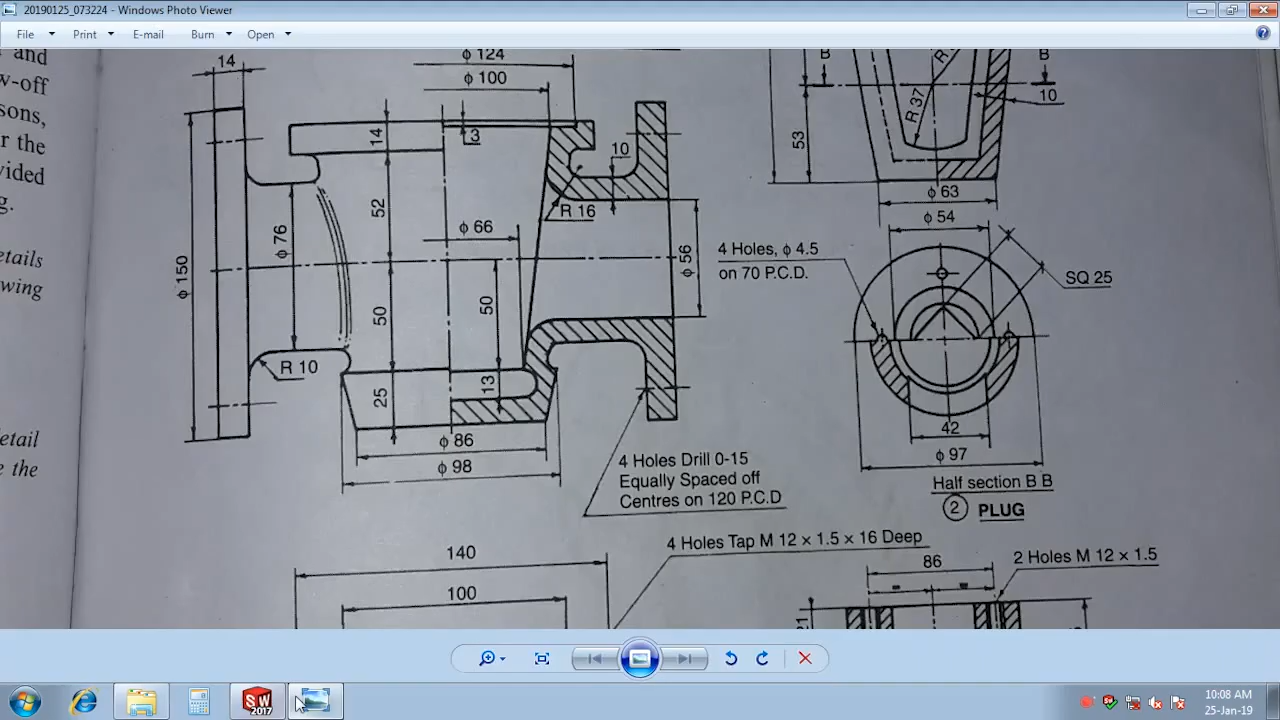 20190125_073224 - Windows Photo Viewer
File Print E-mail Burn Open
and
w-off
sons,
r the
vided
g.
etails
wing
etail
e the
14
ϕ 124
ϕ 100
14
3
10
52
R 16
ϕ 76
ϕ 66
ϕ 150
ϕ 56
50
50
R 10
25
13
ϕ 86
ϕ 98
4 Holes Drill 0-15
Equally Spaced off
Centres on 120 P.C.D
B
B
R
R 37
10
53
ϕ 63
ϕ 54
4 Holes, ϕ 4.5
on 70 P.C.D.
SQ 25
42
ϕ 97
Half section B B
2 PLUG
140
100
4 Holes Tap M 12 × 1.5 × 16 Deep
86
2 Holes M 12 × 1.5
21
SW
2017
10:08 AM
25-Jan-19